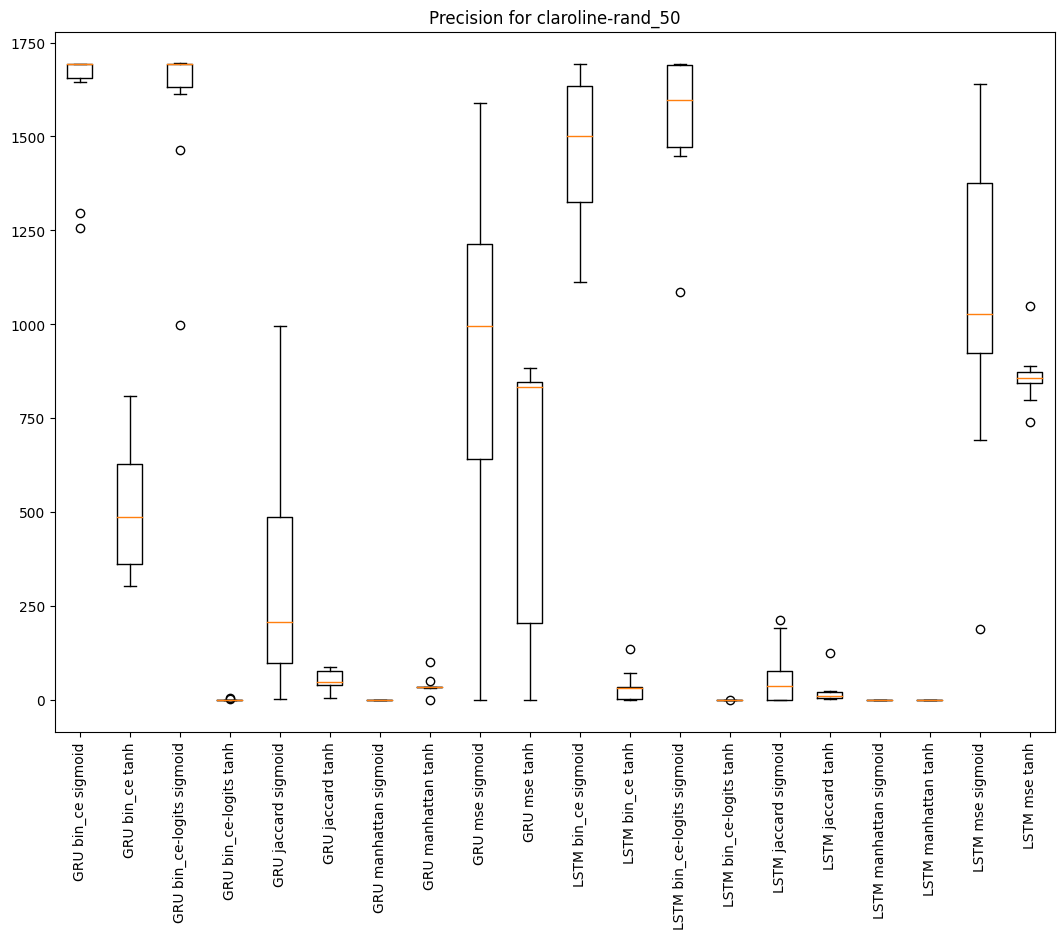 Precision for claroline-rand_50
1750
1500
1250
1000
750
500
250
0
GRU bin_ce sigmoid
GRU bin_ce tanh
GRU bin_ce-logits sigmoid
GRU bin_ce-logits tanh
GRU jaccard sigmoid
GRU jaccard tanh
GRU manhattan sigmoid
GRU manhattan tanh
GRU mse sigmoid
GRU mse tanh
LSTM bin_ce sigmoid
LSTM bin_ce tanh
LSTM bin_ce-logits sigmoid
LSTM bin_ce-logits tanh
LSTM jaccard sigmoid
LSTM jaccard tanh
LSTM manhattan sigmoid
LSTM manhattan tanh
LSTM mse sigmoid
LSTM mse tanh